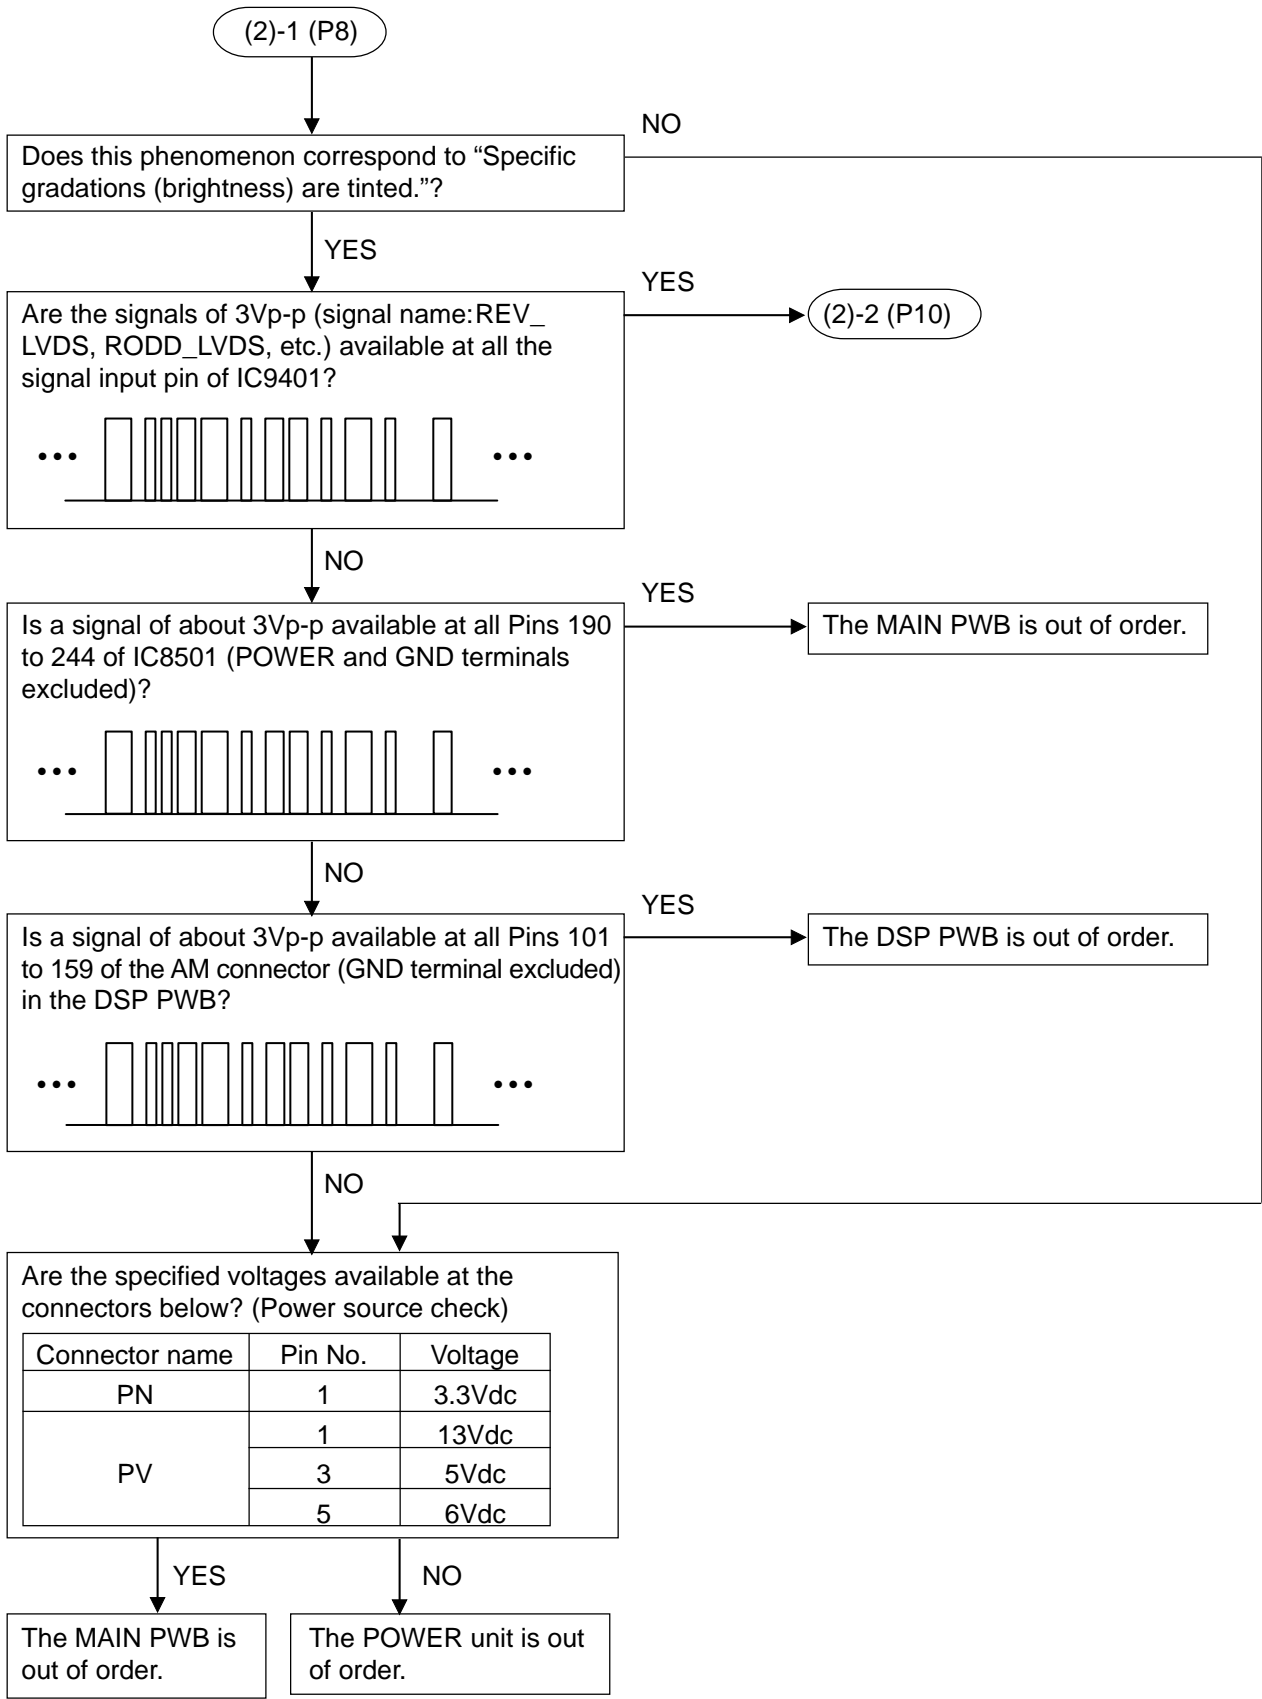 (2)-1 (P8)
NO
Does this phenomenon correspond to “Specific
gradations (brightness) are tinted.”?
YES
YES
Are the signals of 3Vp-p (signal name:REV_
LVDS, RODD_LVDS, etc.) available at all the
signal input pin of IC9401?
(2)-2 (P10)
NO
YES
Is a signal of about 3Vp-p available at all Pins 190
to 244 of IC8501 (POWER and GND terminals
excluded)?
The MAIN PWB is out of order.
NO
YES
Is a signal of about 3Vp-p available at all Pins 101
to 159 of the AM connector (GND terminal excluded)
in the DSP PWB?
The DSP PWB is out of order.
NO
Are the specified voltages available at the
connectors below? (Power source check)
Connector name Pin No. Voltage
PN 1 3.3Vdc
1 13Vdc
PV 3 5Vdc
5 6Vdc
YES
NO
The MAIN PWB is
out of order.
The POWER unit is out
of order.